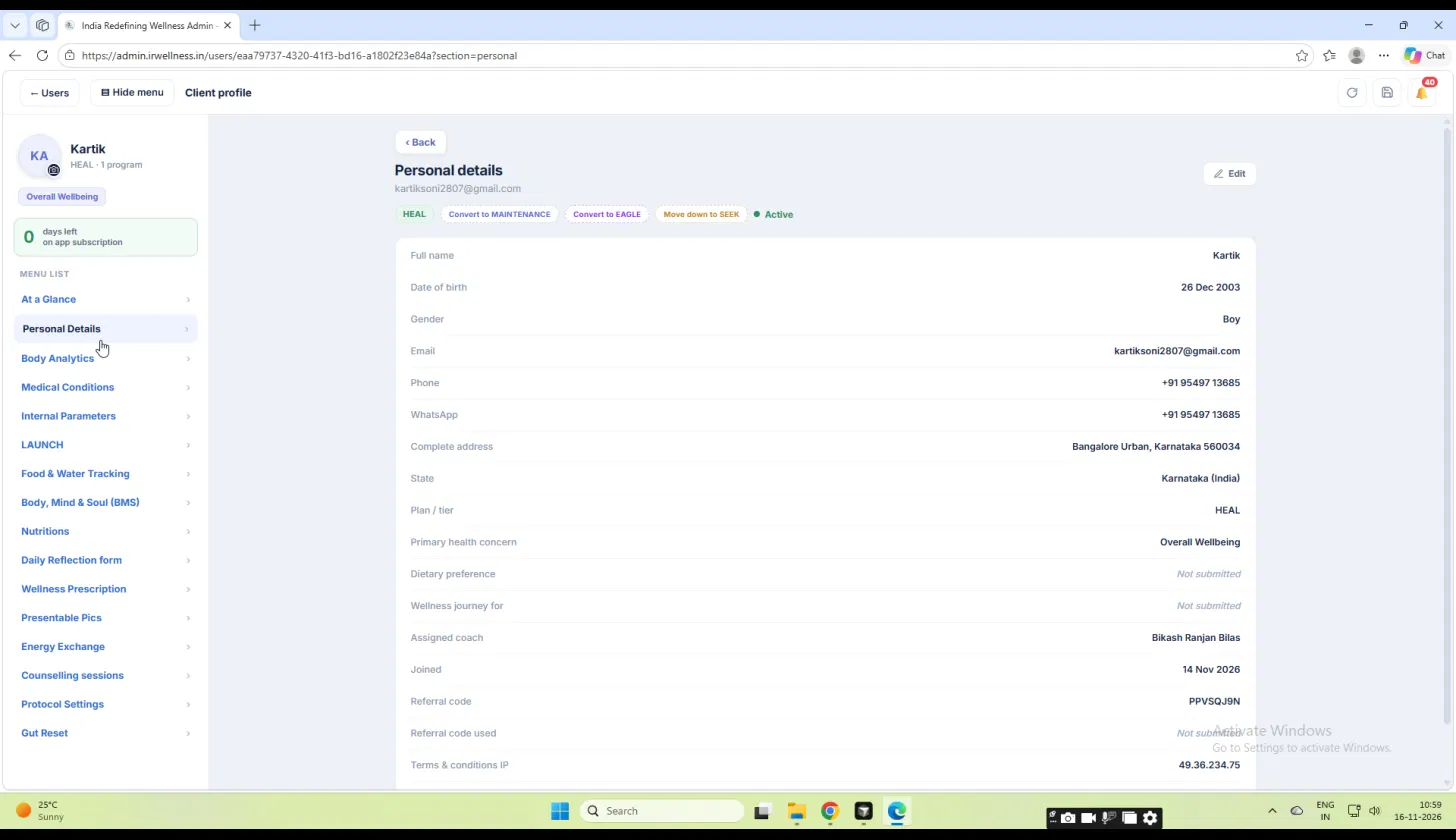 India Redefining Wellness Admin -
https://admin.irwellness.in/users/eaa79737-4320-41f3-bd16-a1802f23e84a?section=personal
Chat
← Users
Hide menu
Client profile
40
KA
Kartik
HEAL · 1 program
Overall Wellbeing
0 days left
on app subscription
MENU LIST
At a Glance
Personal Details
Body Analytics
Medical Conditions
Internal Parameters
LAUNCH
Food & Water Tracking
Body, Mind & Soul (BMS)
Nutritions
Daily Reflection form
Wellness Prescription
Presentable Pics
Energy Exchange
Counselling sessions
Protocol Settings
Gut Reset
‹ Back
Personal details
kartiksoni2807@gmail.com
Edit
HEAL Convert to MAINTENANCE Convert to EAGLE Move down to SEEK Active
Full name Kartik
Date of birth 26 Dec 2003
Gender Boy
Email kartiksoni2807@gmail.com
Phone +91 95497 13685
WhatsApp +91 95497 13685
Complete address Bangalore Urban, Karnataka 560034
State Karnataka (India)
Plan / tier HEAL
Primary health concern Overall Wellbeing
Dietary preference Not submitted
Wellness journey for Not submitted
Assigned coach Bikash Ranjan Bilas
Joined 14 Nov 2026
Referral code PPVSQJ9N
Referral code used Not submitted
Terms & conditions IP 49.36.234.75
Activate Windows
Go to Settings to activate Windows.
25°C
Sunny
Search
ENG
IN
10:59
16-11-2026